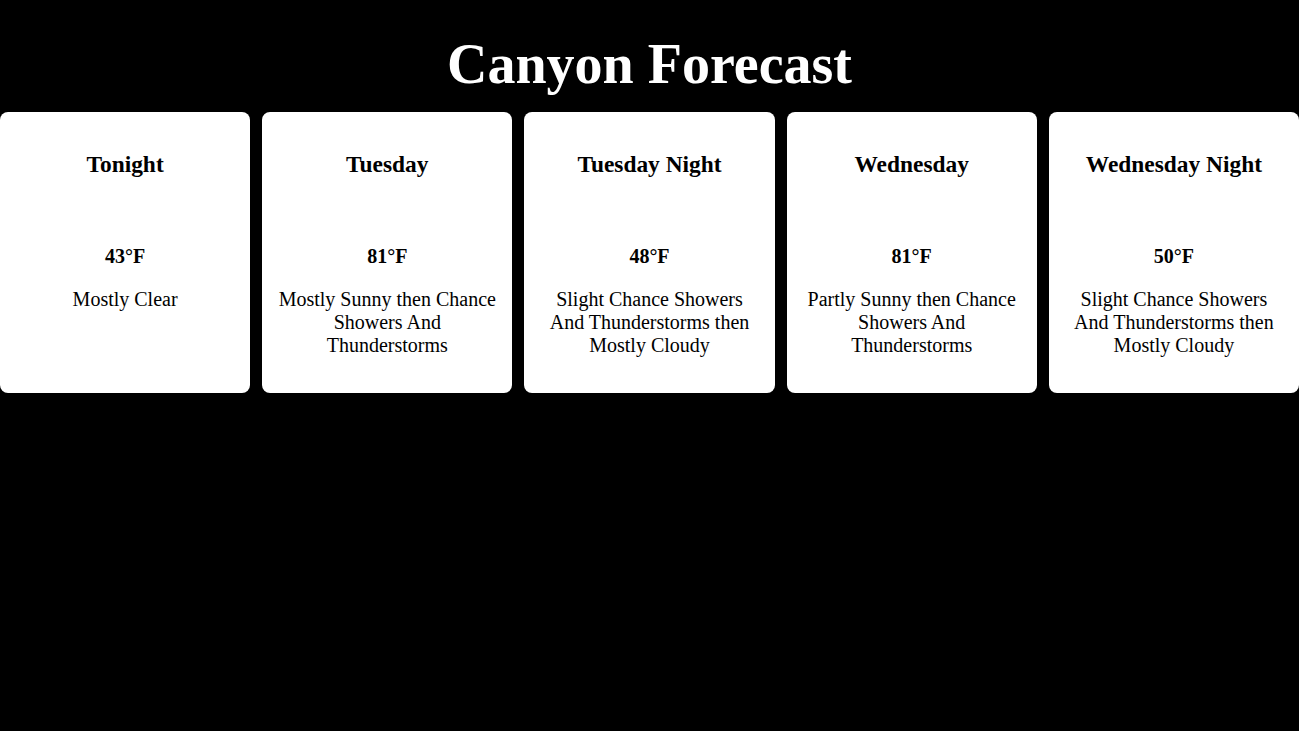 Canyon Forecast
Tonight
43°F
Mostly Clear
Tuesday
81°F
Mostly Sunny then Chance
Showers And
Thunderstorms
Tuesday Night
48°F
Slight Chance Showers
And Thunderstorms then
Mostly Cloudy
Wednesday
81°F
Partly Sunny then Chance
Showers And
Thunderstorms
Wednesday Night
50°F
Slight Chance Showers
And Thunderstorms then
Mostly Cloudy